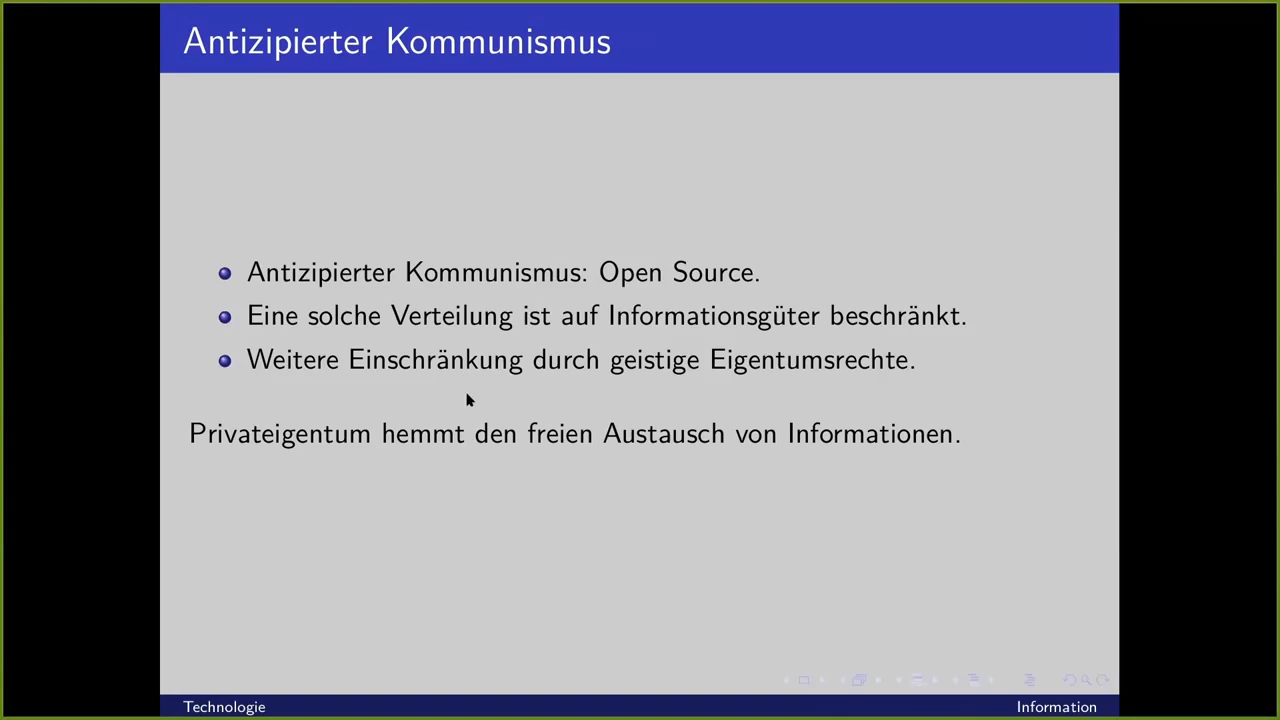 Antizipierter Kommunismus
Antizipierter Kommunismus: Open Source.
Eine solche Verteilung ist auf Informationsgüter beschränkt.
Weitere Einschränkung durch geistige Eigentumsrechte.
Privateigentum hemmt den freien Austausch von Informationen.
Technologie
Information